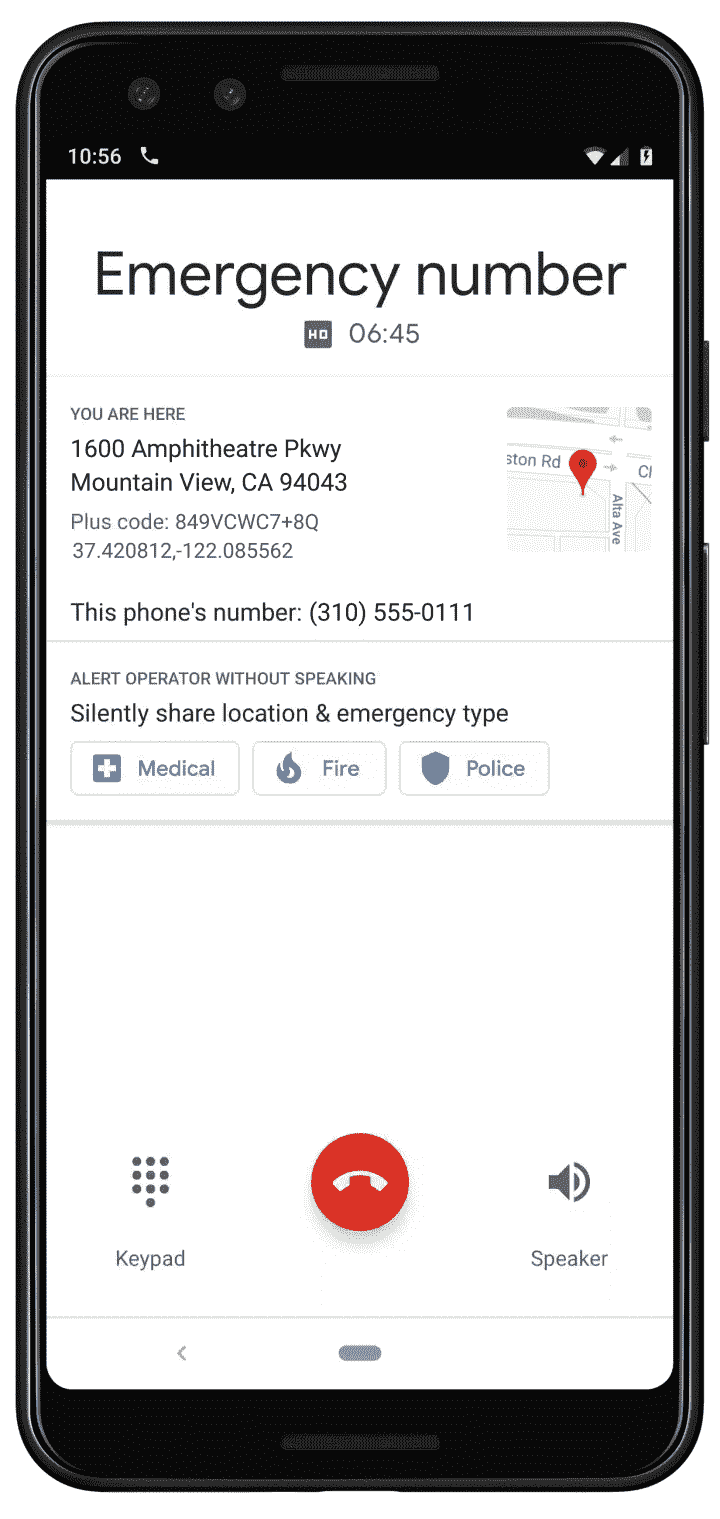 10:56
Emergency number
HD 06:45
YOU ARE HERE
1600 Amphitheatre Pkwy
Mountain View, CA 94043
Plus code: 849VCWC7+8Q
37.420812,-122.085562
ston Rd
Cl
Alta Ave
This phone's number: (310) 555-0111
ALERT OPERATOR WITHOUT SPEAKING
Silently share location & emergency type
Medical Fire Police
Keypad Speaker